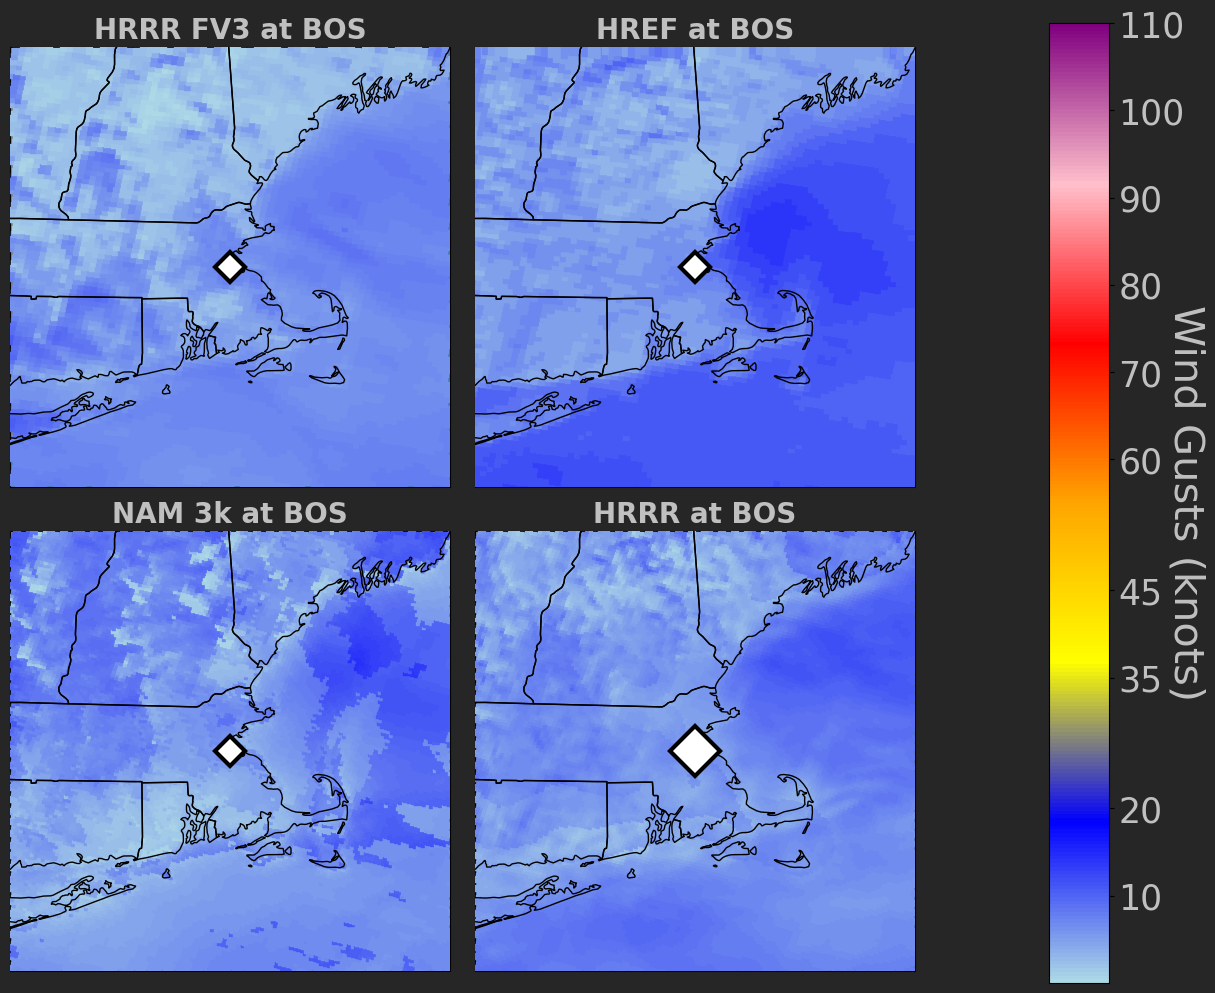 HRRR FV3 at BOS
HREF at BOS
NAM 3k at BOS
HRRR at BOS
110
100
90
80
70
60
45
35
20
10
Wind Gusts (knots)